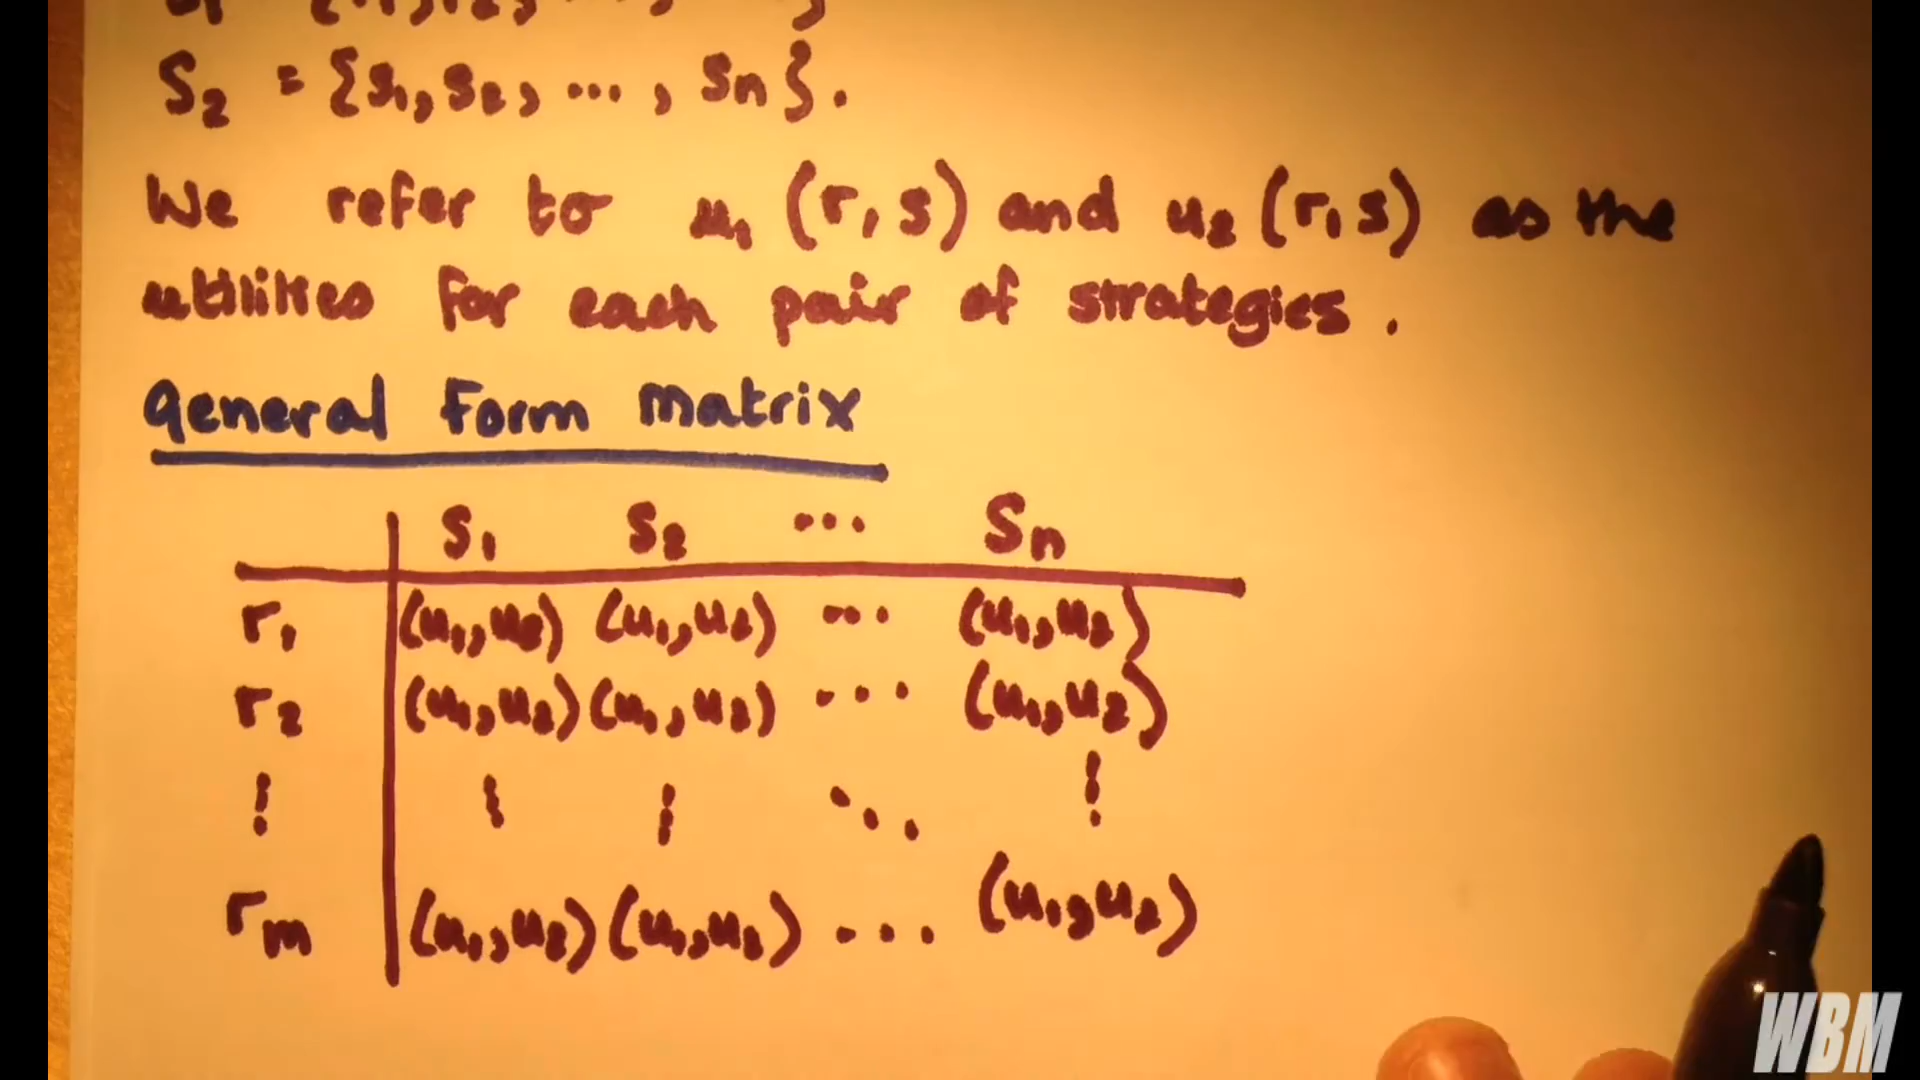 S₂ = {s₁, s₂, ..., sₙ}.
We refer to u₁ (r, s) and u₂ (r, s) as the
utilities for each pair of strategies.
General Form Matrix
s₁ s₂ ... sₙ
r₁ (u₁, u₂) (u₁, u₂) ... (u₁, u₂)
r₂ (u₁, u₂) (u₁, u₂) ... (u₁, u₂)
⋮ ⋮ ⋮ ⋱ ⋮
rₘ (u₁, u₂) (u₁, u₂) ... (u₁, u₂)
WBM